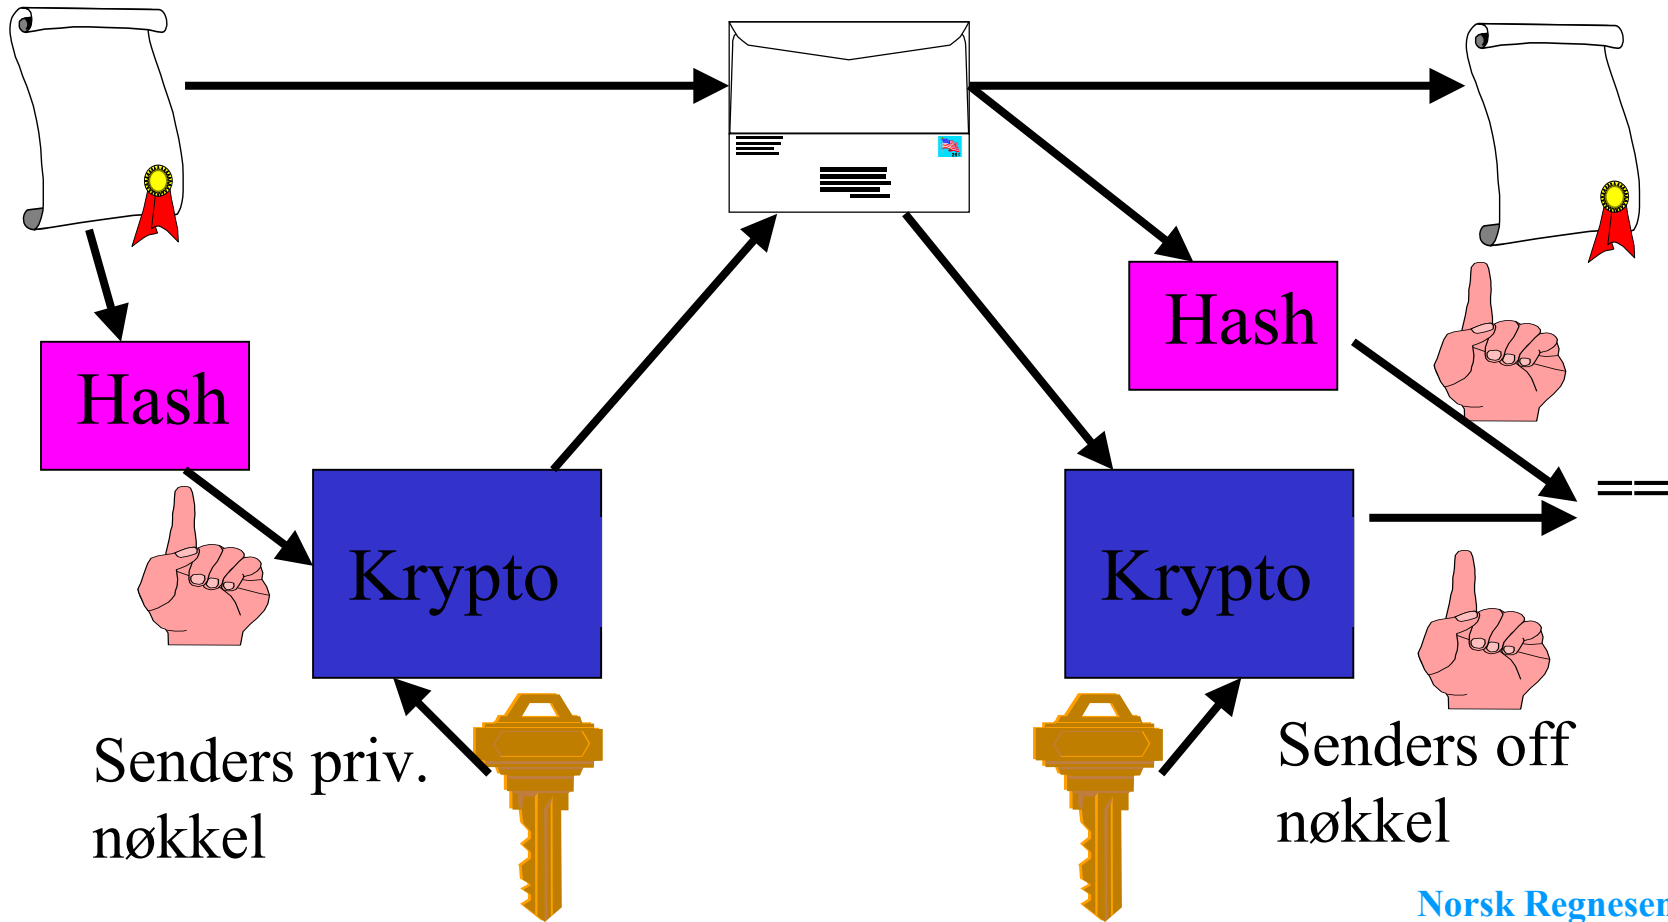 Hash
Hash
==
Krypto
Krypto
Senders priv.
nøkkel
Senders off
nøkkel
Norsk Regnesen